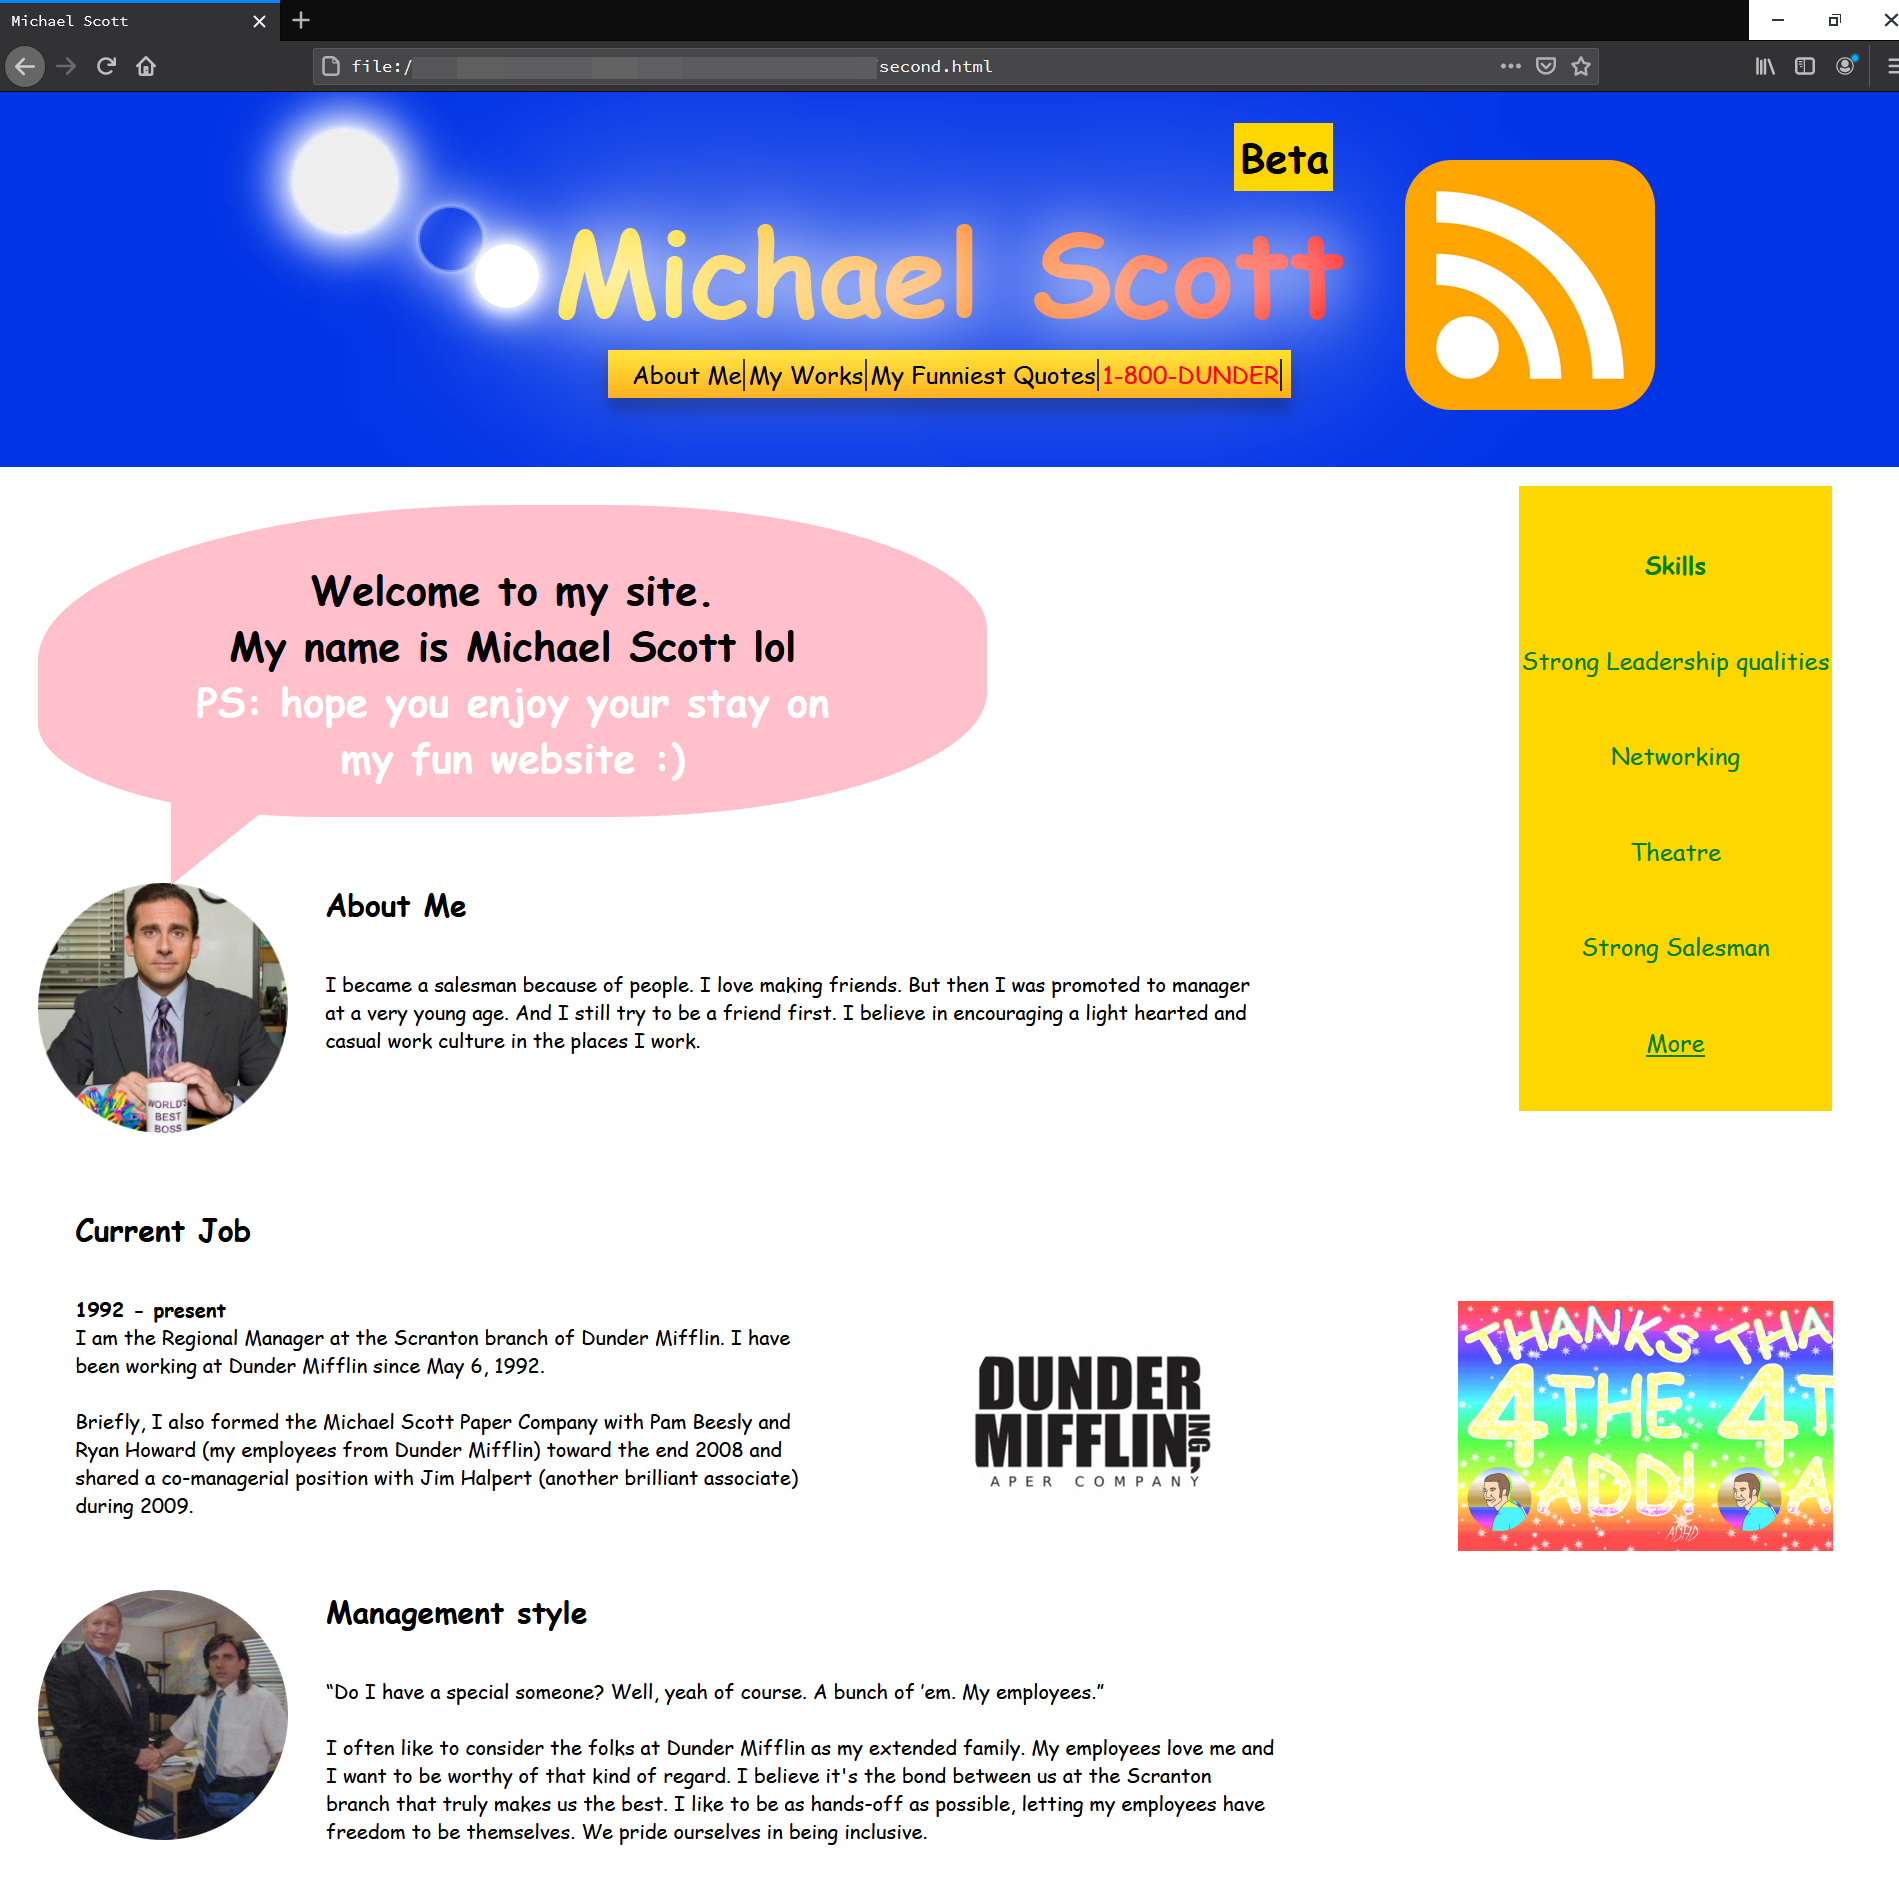 Michael Scott
file:/ second.html
Beta
Michael Scott
About Me|My Works|My Funniest Quotes|1-800-DUNDER|
Welcome to my site.
My name is Michael Scott lol
PS: hope you enjoy your stay on
my fun website :)
Skills
Strong Leadership qualities
Networking
Theatre
Strong Salesman
More
WORLD'S
BEST
BOSS
About Me
I became a salesman because of people. I love making friends. But then I was promoted to manager
at a very young age. And I still try to be a friend first. I believe in encouraging a light hearted and
casual work culture in the places I work.
Current Job
1992 - present
I am the Regional Manager at the Scranton branch of Dunder Mifflin. I have
been working at Dunder Mifflin since May 6, 1992.
Briefly, I also formed the Michael Scott Paper Company with Pam Beesly and
Ryan Howard (my employees from Dunder Mifflin) toward the end 2008 and
shared a co-managerial position with Jim Halpert (another brilliant associate)
during 2009.
DUNDER
MIFFLIN, INC.
APER COMPANY
THANKS THA
4 THE 4 T
ADD! A
ADHD
Management style
“Do I have a special someone? Well, yeah of course. A bunch of ’em. My employees.”
I often like to consider the folks at Dunder Mifflin as my extended family. My employees love me and
I want to be worthy of that kind of regard. I believe it's the bond between us at the Scranton
branch that truly makes us the best. I like to be as hands-off as possible, letting my employees have
freedom to be themselves. We pride ourselves in being inclusive.